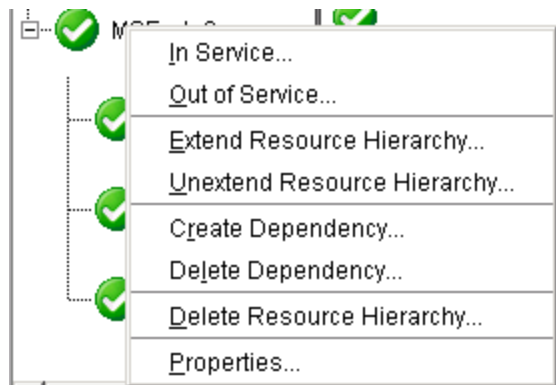 In Service...
Out of Service...
Extend Resource Hierarchy...
Unextend Resource Hierarchy...
Create Dependency...
Delete Dependency...
Delete Resource Hierarchy...
Properties...